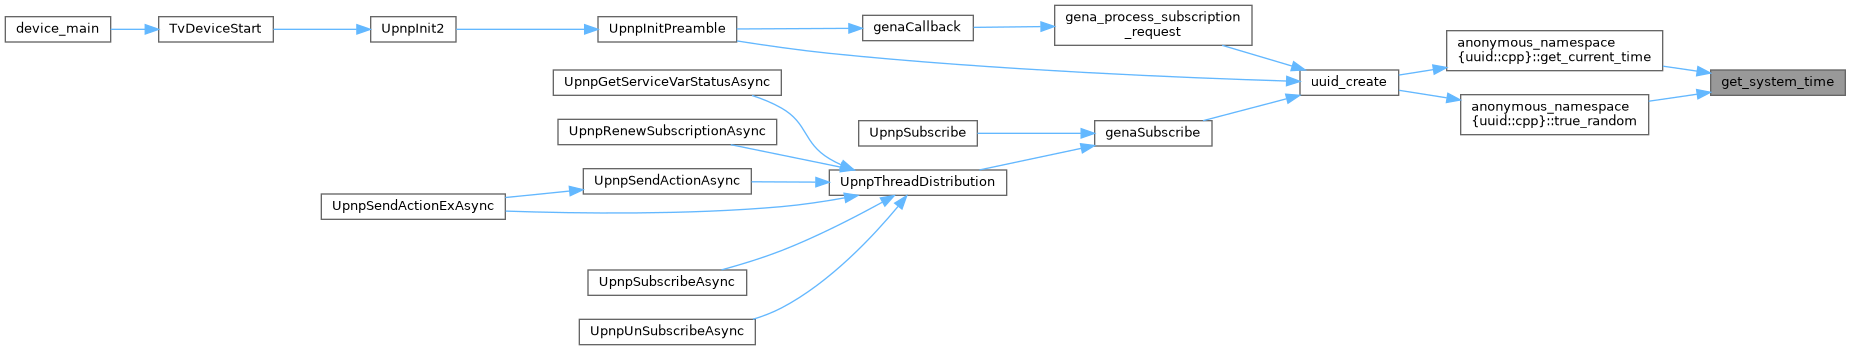 device_main
TvDeviceStart
UpnpInit2
UpnpInitPreamble
genaCallback
gena_process_subscription
_request
uuid_create
anonymous_namespace
{uuid::cpp}::get_current_time
get_system_time
anonymous_namespace
{uuid::cpp}::true_random
UpnpGetServiceVarStatusAsync
UpnpRenewSubscriptionAsync
UpnpSubscribe
genaSubscribe
UpnpSendActionAsync
UpnpThreadDistribution
UpnpSendActionExAsync
UpnpSubscribeAsync
UpnpUnSubscribeAsync